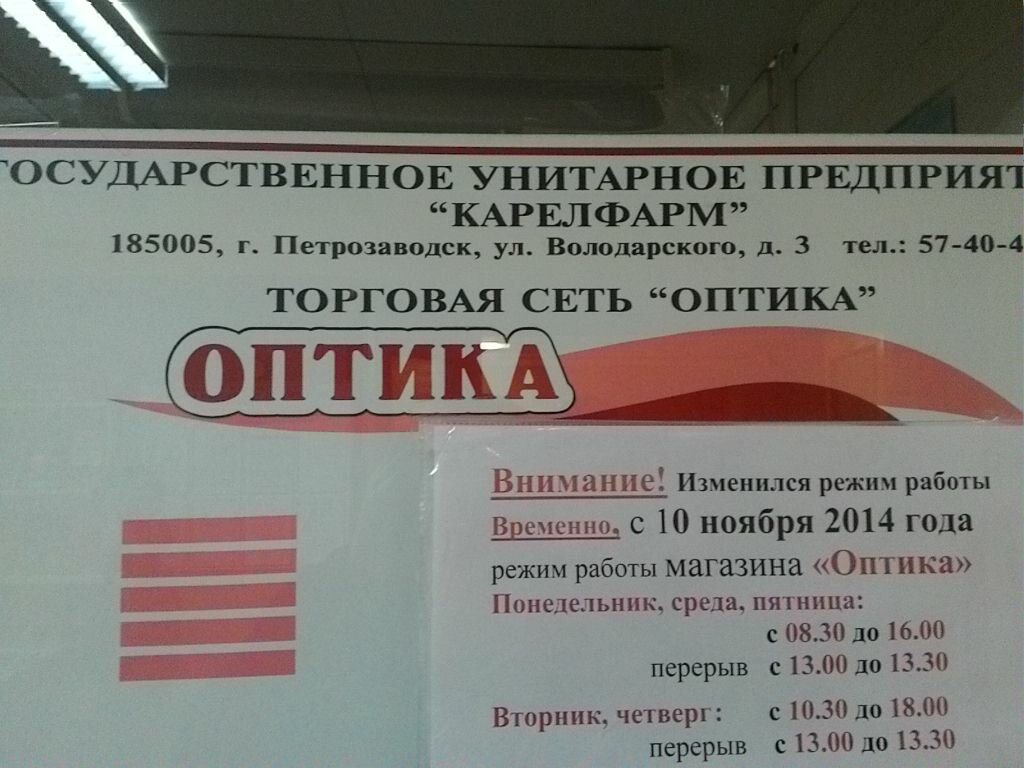 ГОСУДАРСТВЕННОЕ УНИТАРНОЕ
“КАРЕЛФАРМ”
185005, г. Петрозаводск, ул. Володарского, д. 3 тел.: 57-40-4
ТОРГОВАЯ СЕТЬ “ОПТИКА”
ОПТИКА
Внимание! Изменился режим работы
Временно, с 10 ноября 2014 года
режим работы магазина «Оптика»
Понедельник, среда, пятница:
с 08.30 до 16.00
перерыв с 13.00 до 13.30
Вторник, четверг: с 10.30 до 18.00
перерыв с 13.00 до 13.30